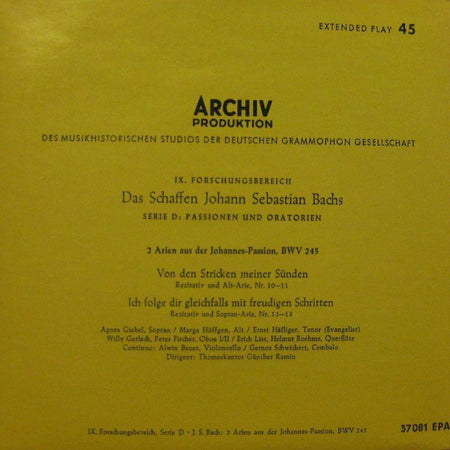 EXTENDED PLAY 45
ARCHIV
PRODUKTION
DES MUSIKHISTORISCHEN STUDIOS DER DEUTSCHEN GRAMMOPHON GESELLSCHAFT
IX. FORSCHUNGSBEREICH
Das Schaffen Johann Sebastian Bachs
SERIE D: PASSIONEN UND ORATORIEN
2 Arien aus der Johannes-Passion, BWV 245
Von den Stricken meiner Sünden
Rezitativ und Alt-Arie, Nr. 10–11
Ich folge dir gleichfalls mit freudigen Schritten
Rezitativ und Sopran-Arie, Nr. 12–13
Agnes Giebel, Sopran / Marga Höffgen, Alt / Ernst Häfliger, Tenor (Evangelist)
Willy Gerlach, Peter Fischer, Oboe I/II / Erich List, Helmut Boehme, Querflöte
Continuo: Alwin Bauer, Violoncello / Gernot Schwickert, Cembalo
Dirigent: Thomaskantor Günther Ramin
IX. Forschungsbereich, Serie D - J. S. Bach: 2 Arien aus der Johannes-Passion, BWV 245
37081 EPA